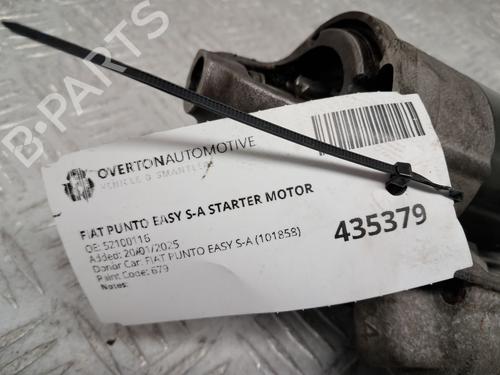 B-PARTS
OVERTONAUTOMOTIVE
VEHICLE DISMANTLER
FIAT PUNTO EASY S-A STARTER MOTOR
OE: 52100116
Added: 20/01/2025
Donor Car: FIAT PUNTO EASY S-A (101858)
Paint Code: 679
Notes:
435379